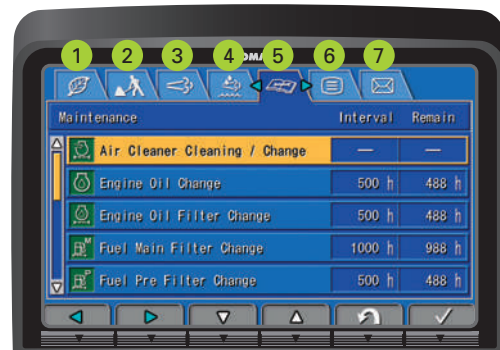 1 2 3 4 5 6 7
Maintenance Interval Remain
Air Cleaner Cleaning / Change — —
Engine Oil Change 500 h 488 h
Engine Oil Filter Change 500 h 488 h
M Fuel Main Filter Change 1000 h 988 h
P Fuel Pre Filter Change 500 h 488 h